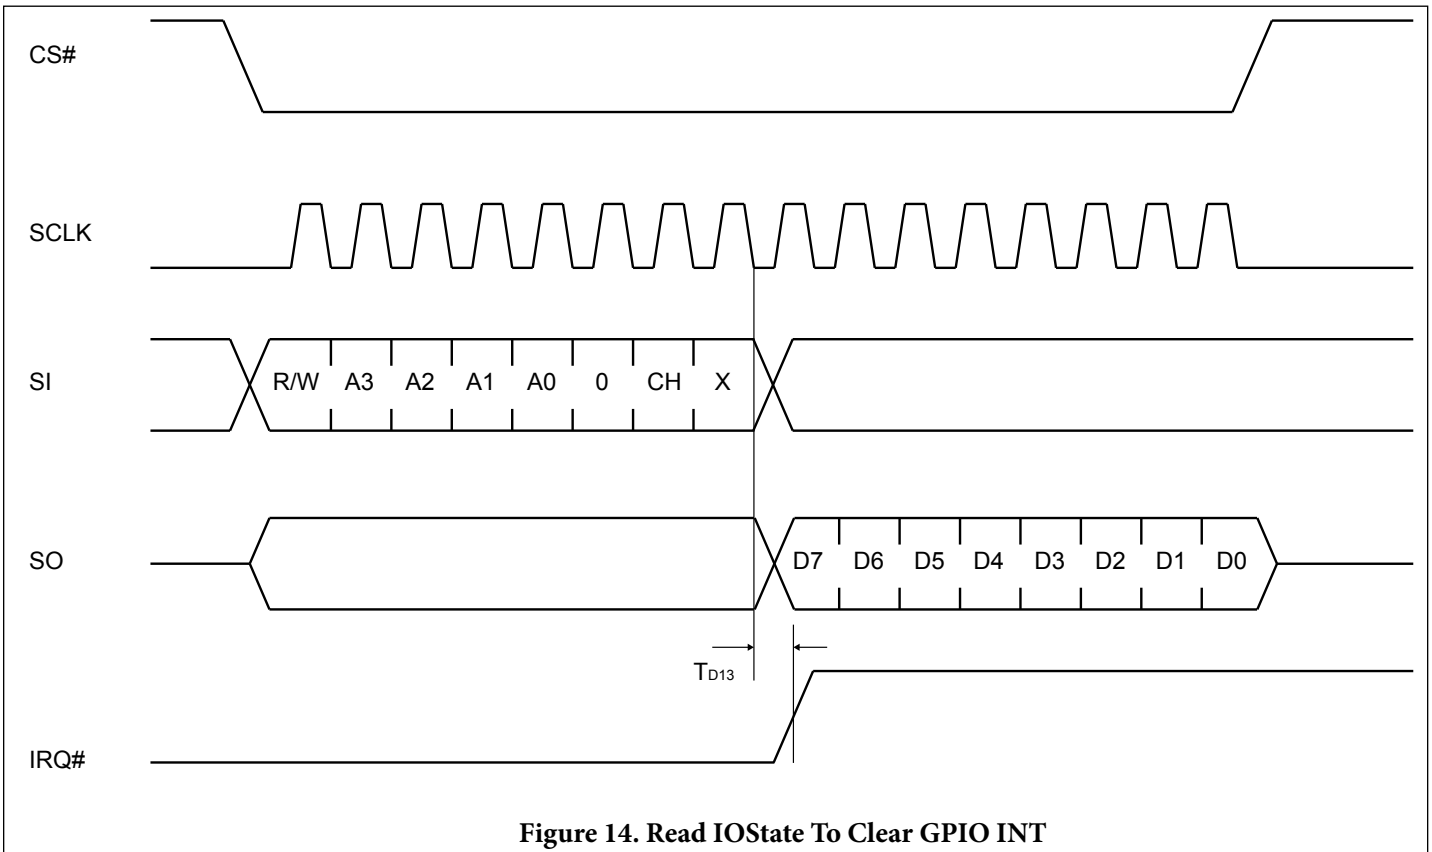 CS#
SCLK
SI R/W A3 A2 A1 A0 0 CH X
SO D7 D6 D5 D4 D3 D2 D1 D0
TD13
IRQ#
Figure 14. Read IOState To Clear GPIO INT